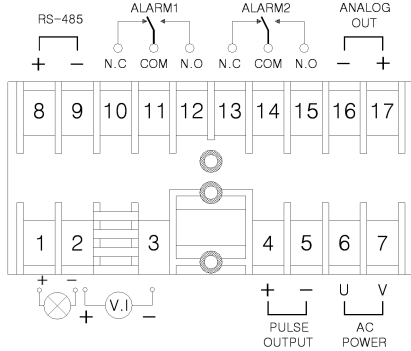 RS-485 ALARM1 ALARM2 ANALOG OUT
+ − N.C COM N.O N.C COM N.O − +
8 9 10 11 12 13 14 15 16 17
1 2 3 4 5 6 7
+ − + V.I − + − U V
PULSE OUTPUT AC POWER